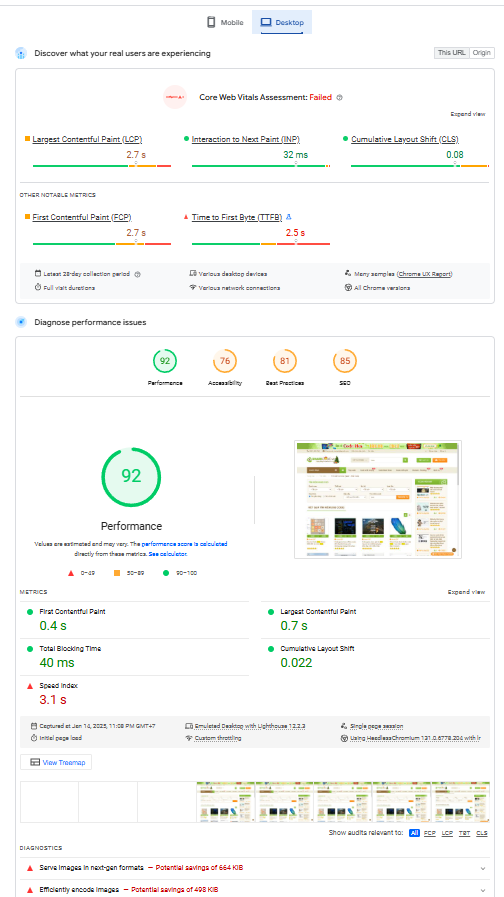 Mobile
Desktop
Discover what your real users are experiencing
This URL Origin
Core Web Vitals Assessment: Failed
Expand view
Largest Contentful Paint (LCP)
2.7 s
Interaction to Next Paint (INP)
32 ms
Cumulative Layout Shift (CLS)
0.08
OTHER NOTABLE METRICS
First Contentful Paint (FCP)
2.7 s
Time to First Byte (TTFB)
2.5 s
Latest 28-day collection period
Various desktop devices
Many samples (Chrome UX Report)
Full visit durations
Various network connections
All Chrome versions
Diagnose performance issues
92
Performance
76
Accessibility
81
Best Practices
85
SEO
92
Performance
Values are estimated and may vary. The performance score is calculated
directly from these metrics. See calculator.
0–49
50–89
90–100
METRICS
Expand view
First Contentful Paint
0.4 s
Largest Contentful Paint
0.7 s
Total Blocking Time
40 ms
Cumulative Layout Shift
0.022
Speed Index
3.1 s
Captured at Jan 14, 2025, 11:08 PM GMT+7
Emulated Desktop with Lighthouse 12.2.3
Single page session
Initial page load
Custom throttling
Using HeadlessChromium 131.0.6778.204 with lr
View Treemap
Show audits relevant to: All FCP LCP TBT CLS
DIAGNOSTICS
Serve images in next-gen formats — Potential savings of 664 KiB
Efficiently encode images — Potential savings of 498 KiB